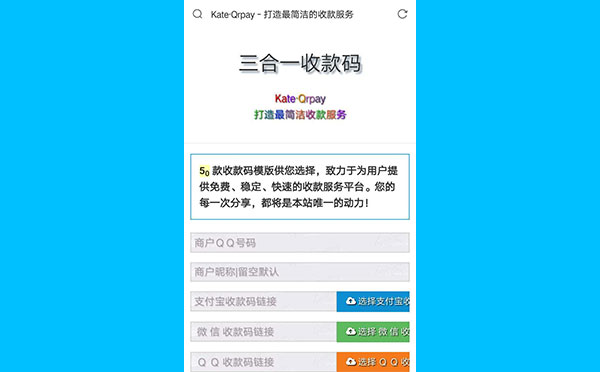 Kate-Qrpay - 打造最简洁的收款服务
三合一收款码
Kate-Qrpay
打造最简洁收款服务
50 款收款码模版供您选择，致力于为用户提
供免费、稳定、快速的收款服务平台。您的
每一次分享，都将是本站唯一的动力！
商户ＱＱ号码
商户昵称|留空默认
支付宝收款码链接 选择支付宝收
微 信 收款码链接 选择 微 信 收
Ｑ Ｑ 收款码链接 选择 Ｑ Ｑ 收